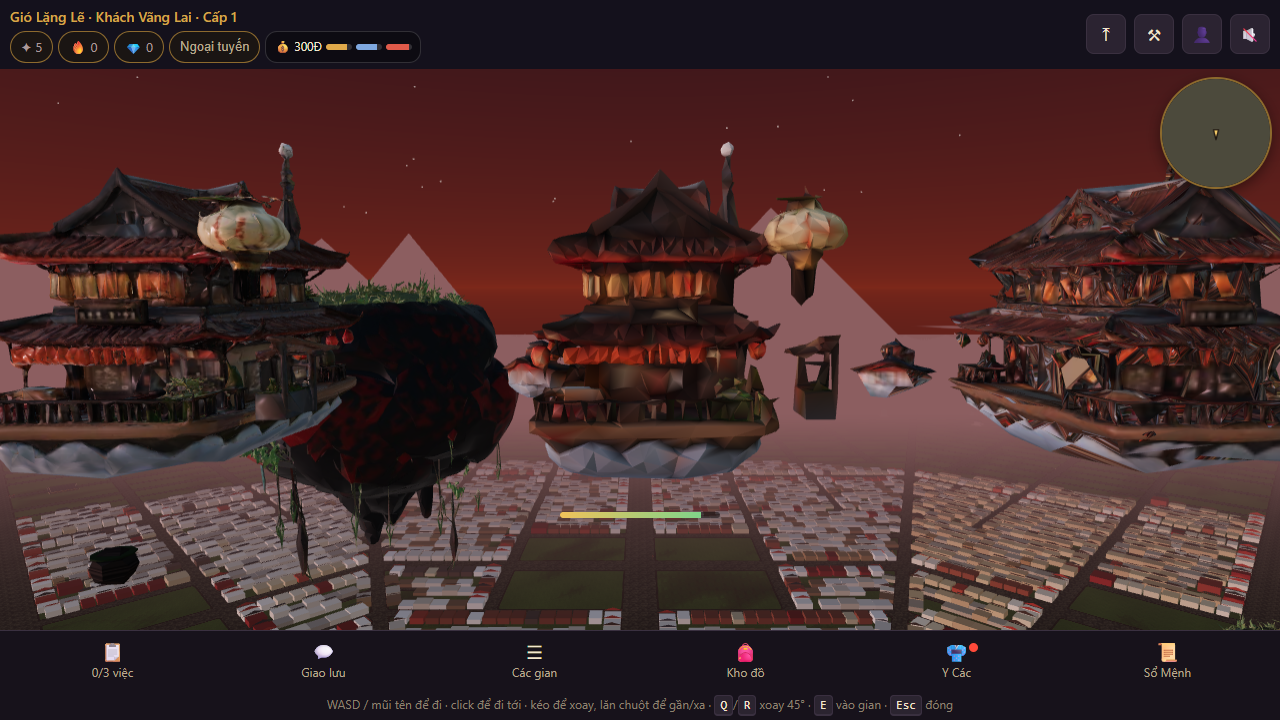 Gió Lặng Lẽ · Khách Vãng Lai · Cấp 1
5
0
0
Ngoại tuyến
300Đ
0/3 việc
Giao lưu
Các gian
Kho đồ
Y Các
Sổ Mệnh
WASD / mũi tên để đi · click để đi tới · kéo để xoay, lăn chuột để gần/xa · Q / R xoay 45° · E vào gian · Esc đóng